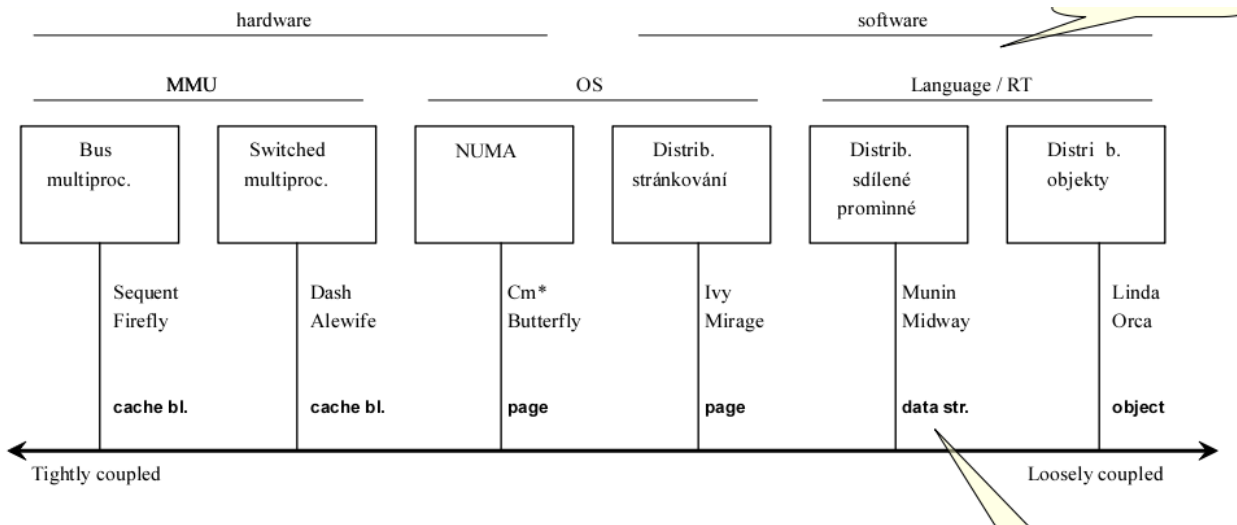 hardware
software
MMU
OS
Language / RT
Bus
multiproc.
Switched
multiproc.
NUMA
Distrib.
stránkování
Distrib.
sdílené
promìnné
Distri b.
objekty
Sequent
Firefly
Dash
Alewife
Cm*
Butterfly
Ivy
Mirage
Munin
Midway
Linda
Orca
cache bl.
cache bl.
page
page
data str.
object
Tightly coupled
Loosely coupled